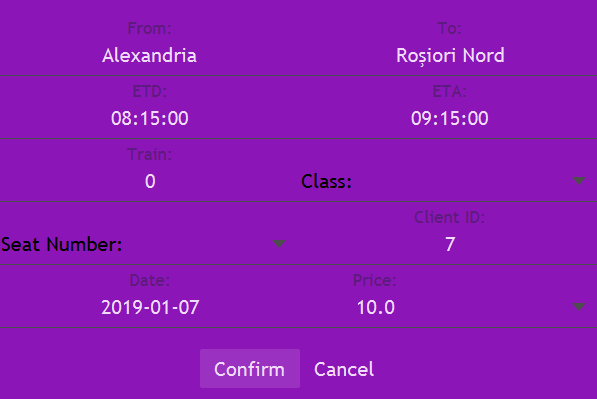 From: To:
Alexandria Roșiori Nord
ETD: ETA:
08:15:00 09:15:00
Train:
0 Class:
Client ID:
Seat Number: 7
Date: Price:
2019-01-07 10.0
Confirm Cancel